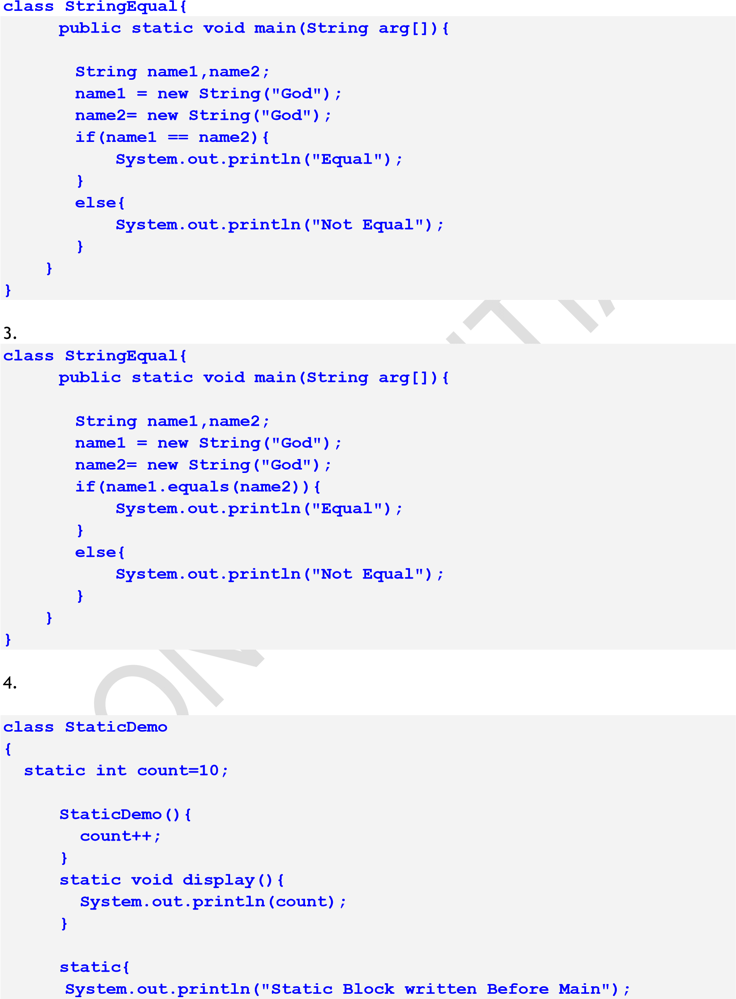 class StringEqual{
public static void main(String arg[]){
String name1,name2;
name1 = new String("God");
name2= new String("God");
if(name1 == name2){
System.out.println("Equal");
}
else{
System.out.println("Not Equal");
}
}
}
3.
class StringEqual{
public static void main(String arg[]){
String name1,name2;
name1 = new String("God");
name2= new String("God");
if(name1.equals(name2)){
System.out.println("Equal");
}
else{
System.out.println("Not Equal");
}
}
}
4.
class StaticDemo
{
static int count=10;
StaticDemo(){
count++;
}
static void display(){
System.out.println(count);
}
static{
System.out.println("Static Block written Before Main");